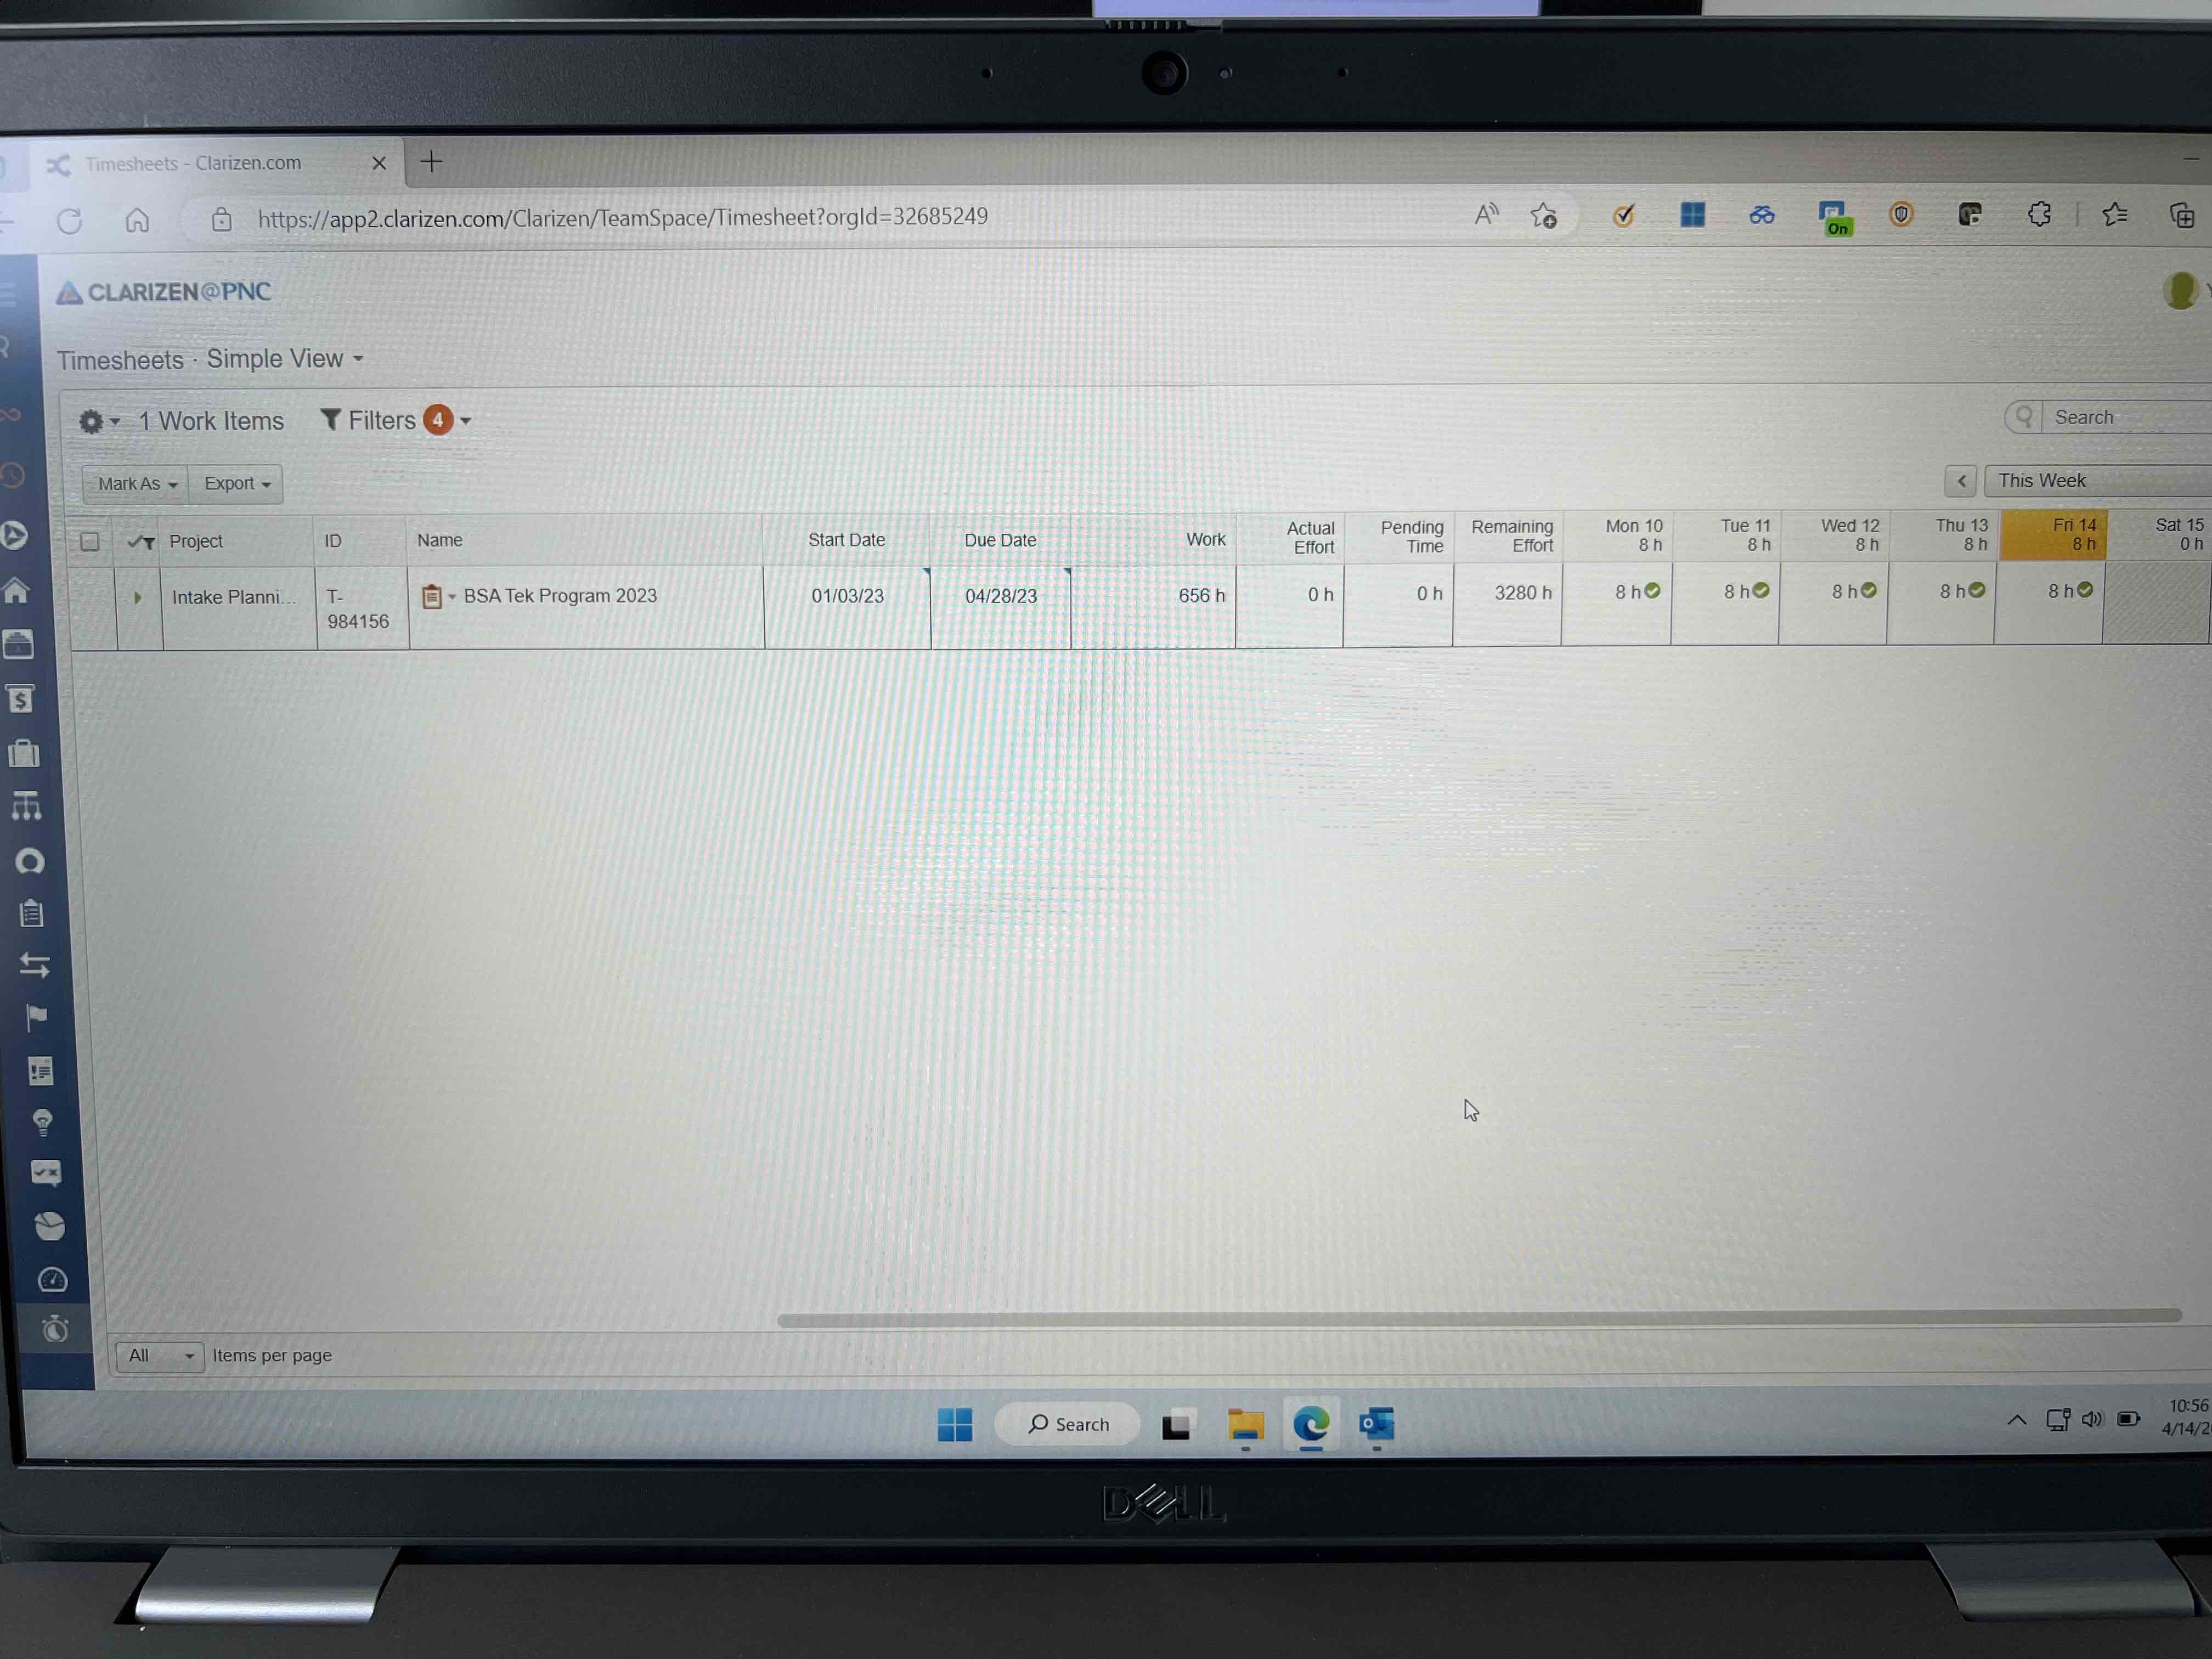 Timesheets - Clarizen.com
https://app2.clarizen.com/Clarizen/TeamSpace/Timesheet?orgId=32685249
On
CLARIZEN@PNC
Timesheets · Simple View
1 Work Items Filters 4
Search
Mark As Export
This Week
Project ID Name Start Date Due Date Work Actual Effort Pending Time Remaining Effort Mon 10 8 h Tue 11 8 h Wed 12 8 h Thu 13 8 h Fri 14 8 h Sat 15 0 h
Intake Planni... T-984156 BSA Tek Program 2023 01/03/23 04/28/23 656 h 0 h 0 h 3280 h 8 h 8 h 8 h 8 h 8 h
All Items per page
Search
10:56
4/14/2
DELL